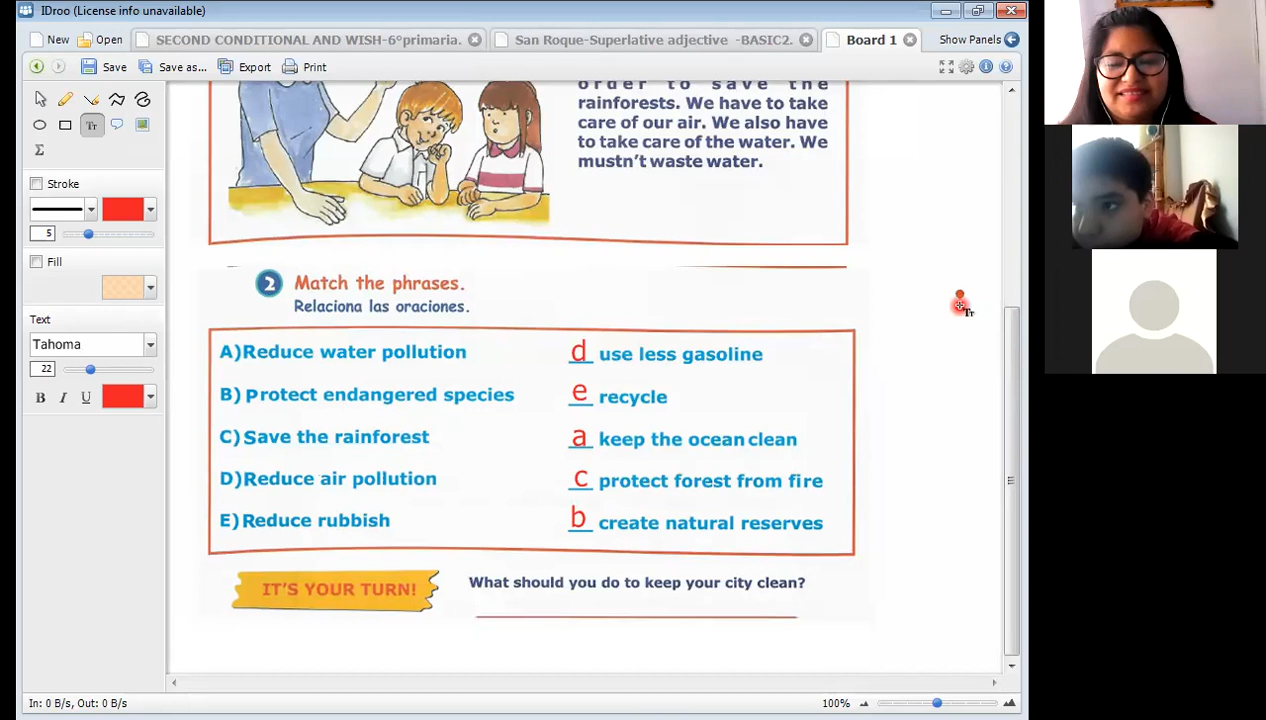 IDroo (License info unavailable)
New Open SECOND CONDITIONAL AND WISH-6°primaria. San Roque-Superlative adjective -BASIC2. Board 1 Show Panels
Save Save as... Export Print
Stroke
5
Fill
Text
Tahoma
22
B I U
order to save the
rainforests. We have to take
care of our air. We also have
to take care of the water. We
mustn't waste water.
2 Match the phrases.
Relaciona las oraciones.
A)Reduce water pollution d use less gasoline
B) Protect endangered species e recycle
C)Save the rainforest a keep the ocean clean
D)Reduce air pollution c protect forest from fire
E)Reduce rubbish b create natural reserves
IT'S YOUR TURN! What should you do to keep your city clean?
In: 0 B/s, Out: 0 B/s 100%